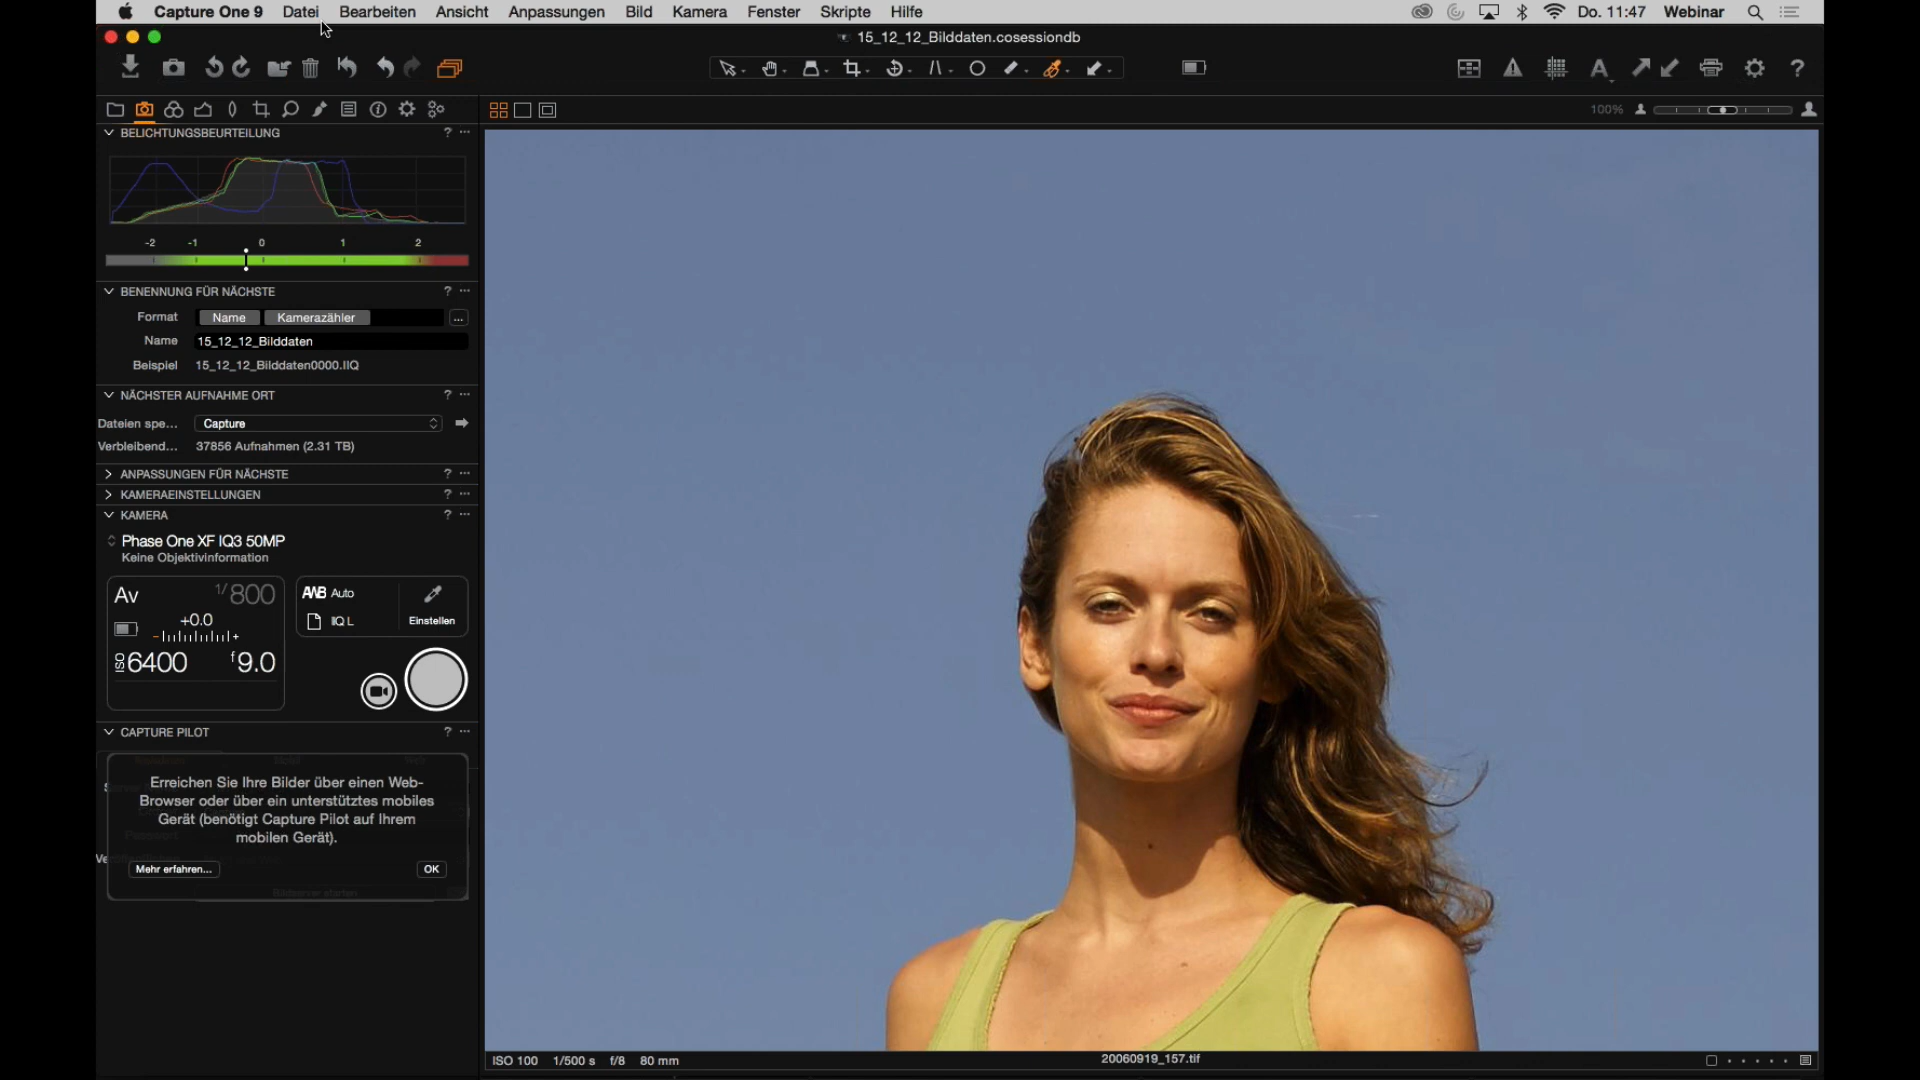 Capture One 9 Datei Bearbeiten Ansicht Anpassungen Bild Kamera Fenster Skripte Hilfe Do. 11:47 Webinar
15_12_12_Bilddaten.cosessiondb
100%
BELICHTUNGSBEURTEILUNG ? ...
-2 -1 0 1 2
BENENNUNG FÜR NÄCHSTE ? ...
Format Name Kamerazähler ...
Name 15_12_12_Bilddaten
Beispiel 15_12_12_Bilddaten0000.IIQ
NÄCHSTER AUFNAHME ORT ? ...
Dateien spe... Capture
Verbleibend... 37856 Aufnahmen (2.31 TB)
ANPASSUNGEN FÜR NÄCHSTE ? ...
KAMERAEINSTELLUNGEN ? ...
KAMERA ? ...
Phase One XF IQ3 50MP
Keine Objektivinformation
Av 1/800 AWB Auto
+0.0 IQ L Einstellen
ISO 6400 f9.0
CAPTURE PILOT ? ...
Erreichen Sie Ihre Bilder über einen Web-
Browser oder über ein unterstütztes mobiles
Gerät (benötigt Capture Pilot auf Ihrem
mobilen Gerät).
Mehr erfahren... OK
ISO 100 1/500 s f/8 80 mm 20060919_157.tif